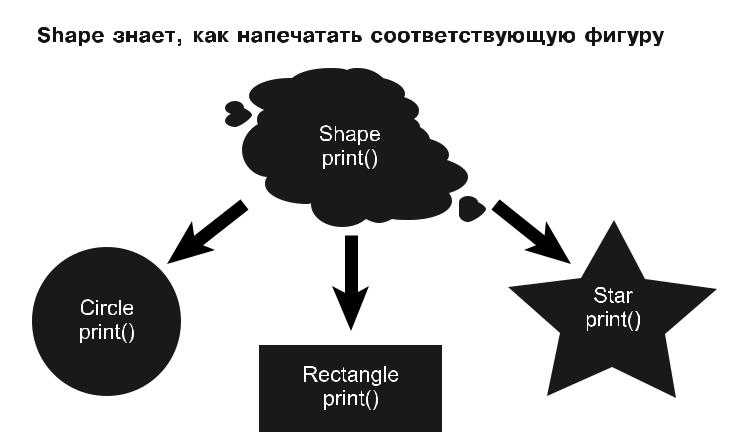 Shape знает, как напечатать соответствующую фигуру
Shape
print()
Circle
print()
Rectangle
print()
Star
print()